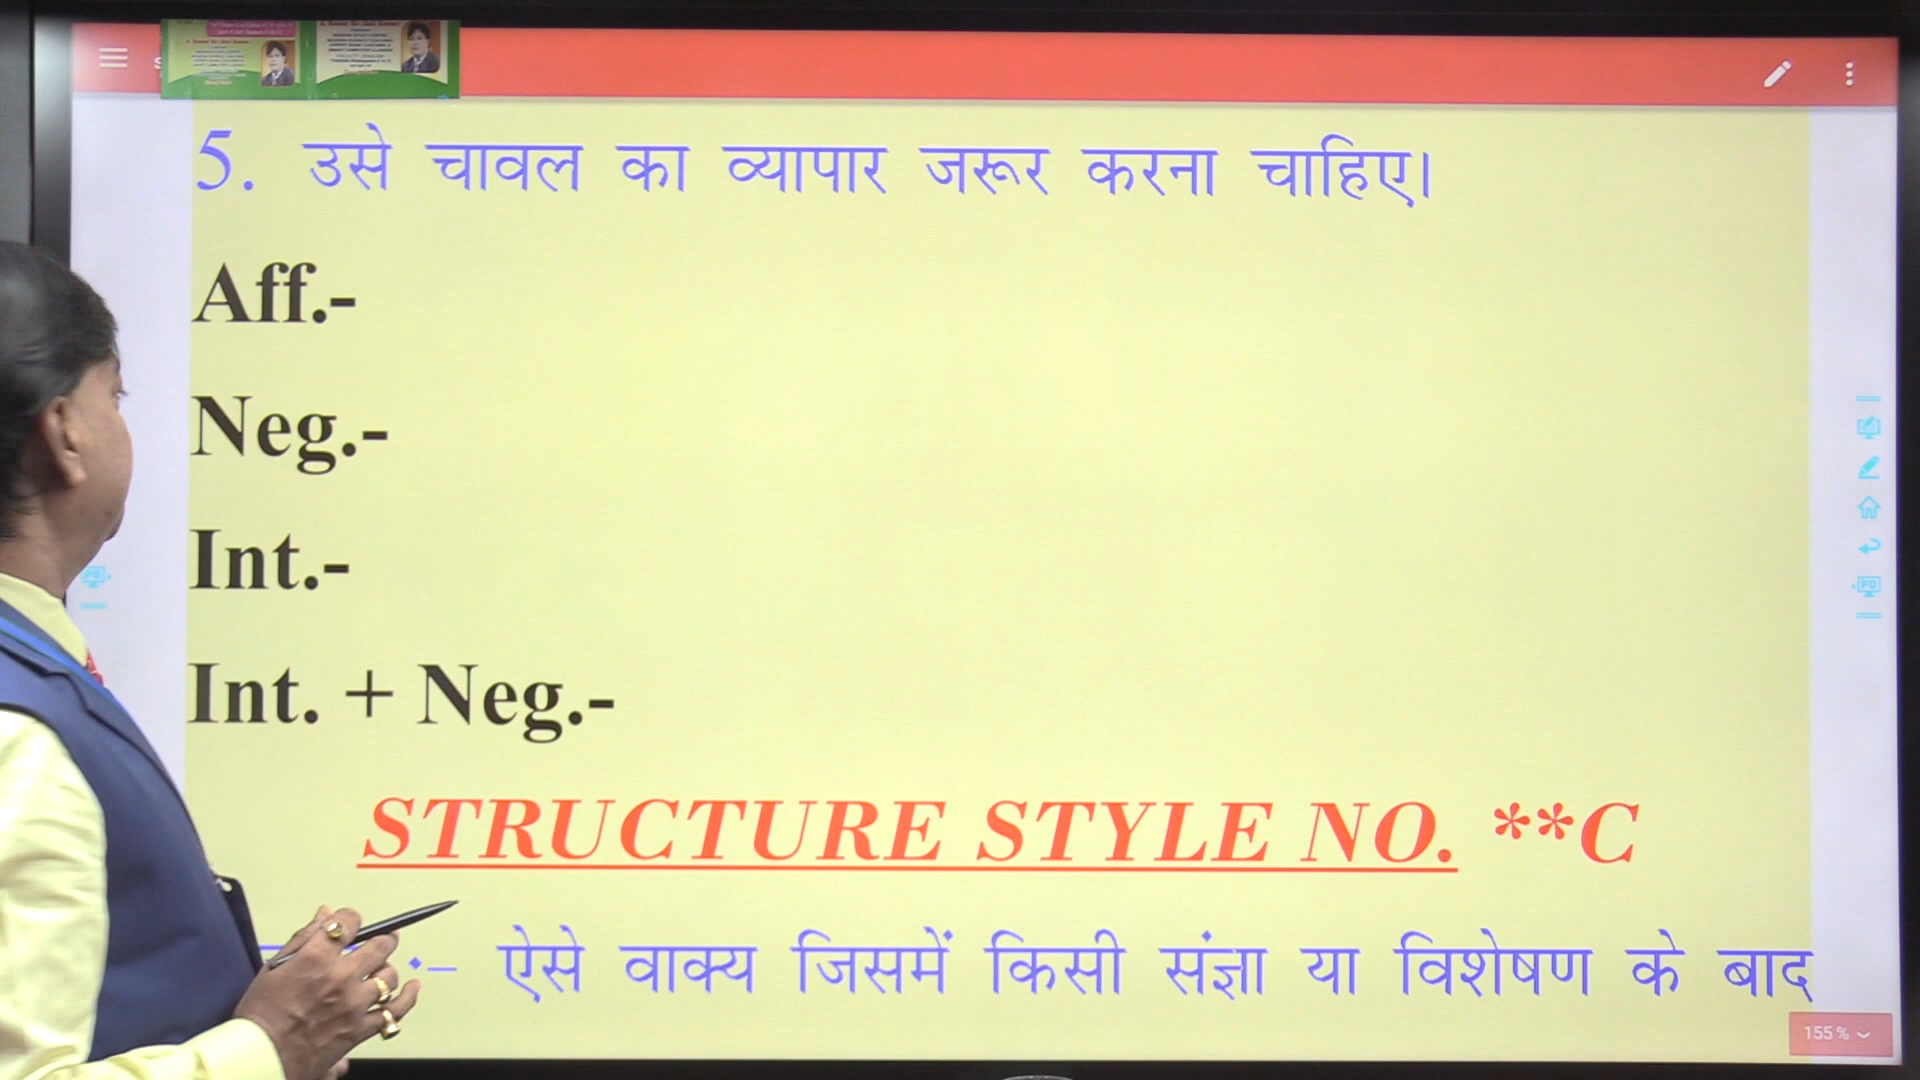 5. उसे चावल का व्यापार जरूर करना चाहिए।
Aff.-
Neg.-
Int.-
Int. + Neg.-
STRUCTURE STYLE NO. **C
:– ऐसे वाक्य जिसमें किसी संज्ञा या विशेषण के बाद
155%